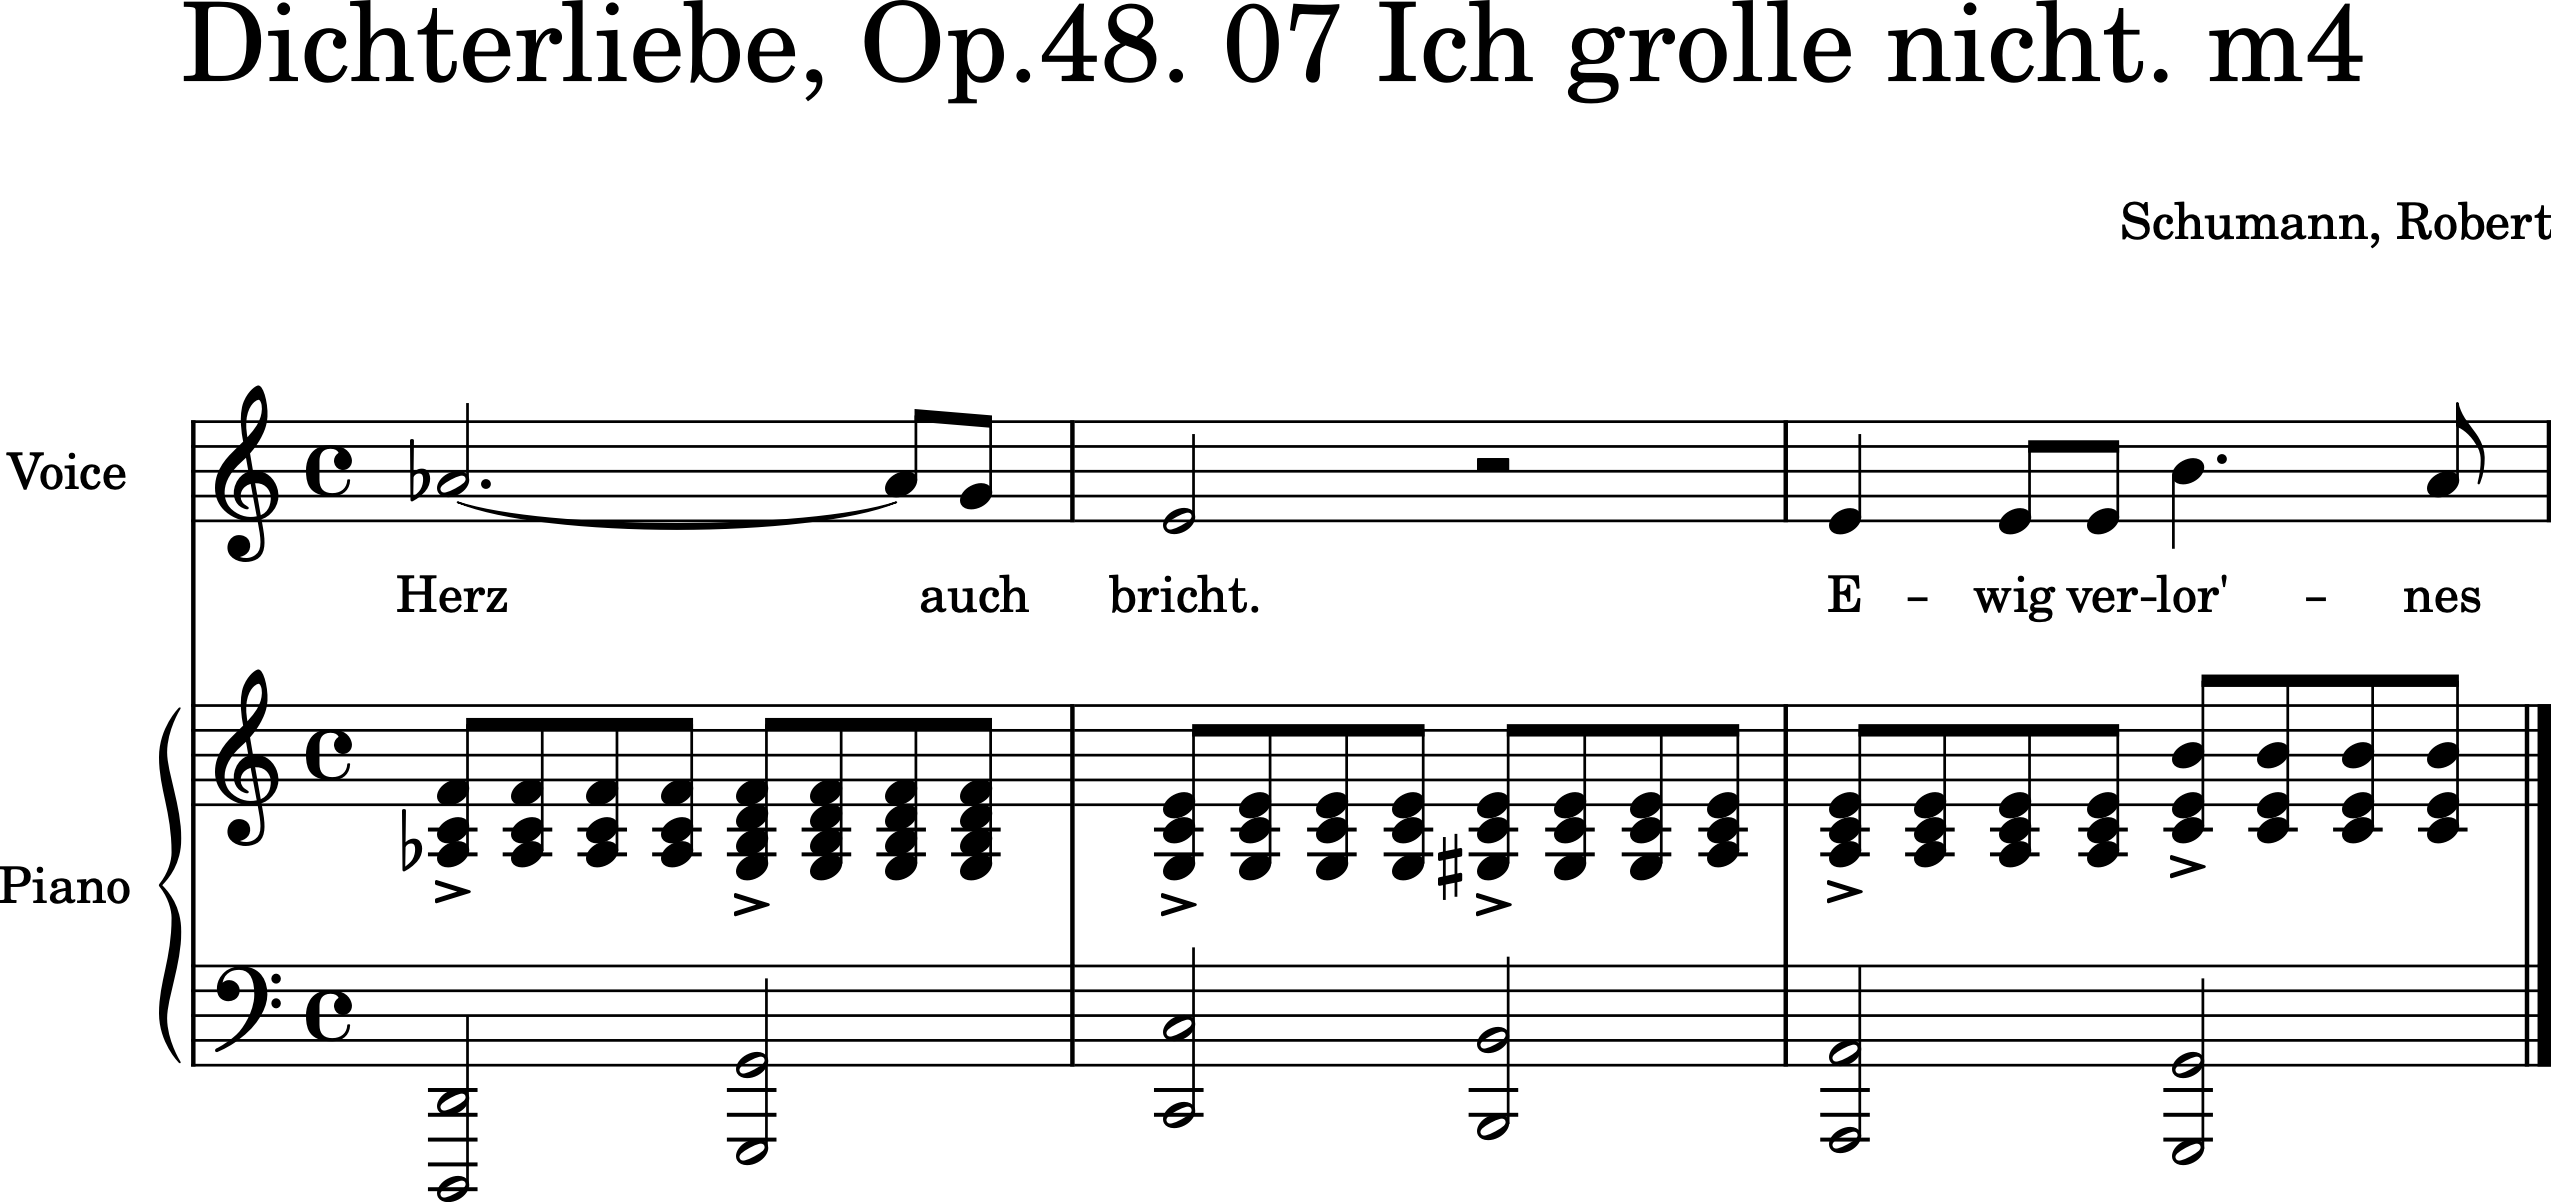 Dichterliebe, Op.48. 07 Ich grolle nicht. m4
Schumann, Robert
Voice
Herz auch bricht. E – wig ver-lor' – nes
Piano